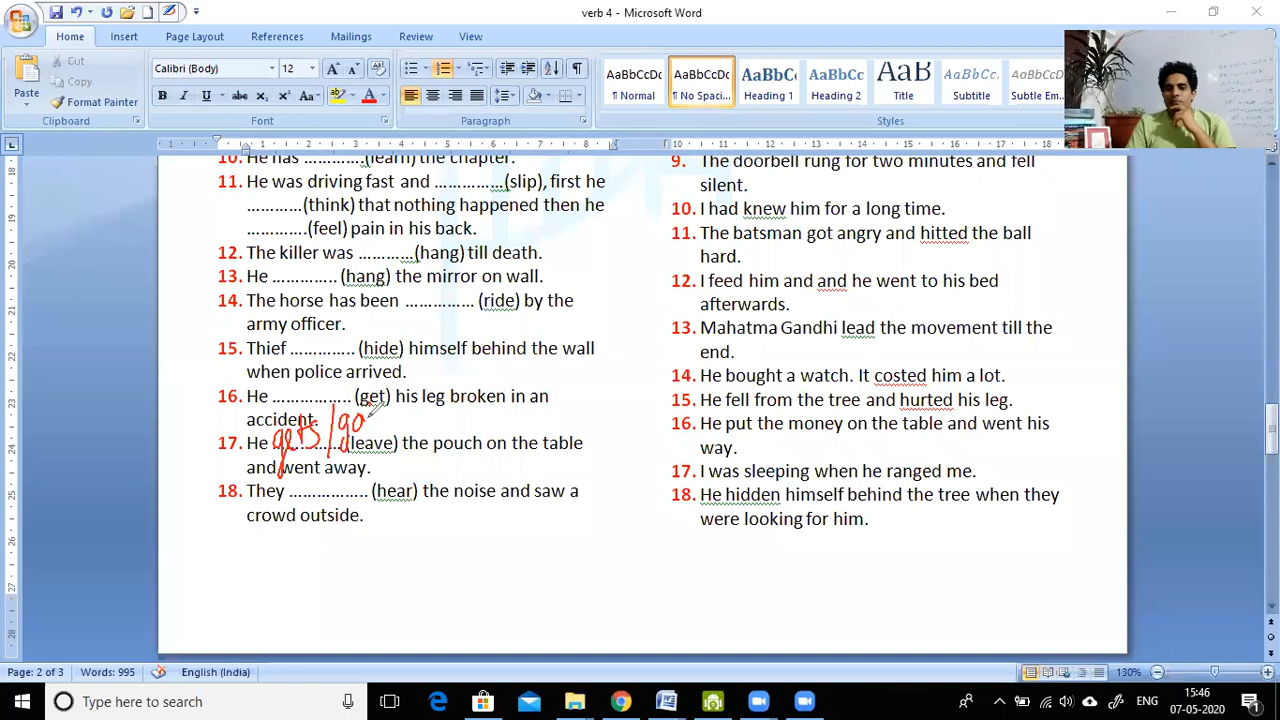 verb 4 - Microsoft Word
Home Insert Page Layout References Mailings Review View
Cut
Copy
Format Painter
Paste
Clipboard
Calibri (Body) 12
Font
Paragraph
AaBbCcDc AaBbCcDc AaBbCc AaBbCc AaB AaBbCc. AaBbCcDc
¶ Normal ¶ No Spaci... Heading 1 Heading 2 Title Subtitle Subtle Em...
Styles
10. He has ………….(learn) the chapter.
11. He was driving fast and ……………(slip), first he
…………(think) that nothing happened then he
………….(feel) pain in his back.
12. The killer was …………(hang) till death.
13. He ………….. (hang) the mirror on wall.
14. The horse has been …………… (ride) by the
army officer.
15. Thief ………….. (hide) himself behind the wall
when police arrived.
16. He …………….. (get) his leg broken in an
accident.
gets/go
17. He …………….(leave) the pouch on the table
and went away.
18. They …………….. (hear) the noise and saw a
crowd outside.
9. The doorbell rung for two minutes and fell
silent.
10. I had knew him for a long time.
11. The batsman got angry and hitted the ball
hard.
12. I feed him and and he went to his bed
afterwards.
13. Mahatma Gandhi lead the movement till the
end.
14. He bought a watch. It costed him a lot.
15. He fell from the tree and hurted his leg.
16. He put the money on the table and went his
way.
17. I was sleeping when he ranged me.
18. He hidden himself behind the tree when they
were looking for him.
Page: 2 of 3 Words: 995 English (India) 130%
Type here to search
ENG
15:46
07-05-2020